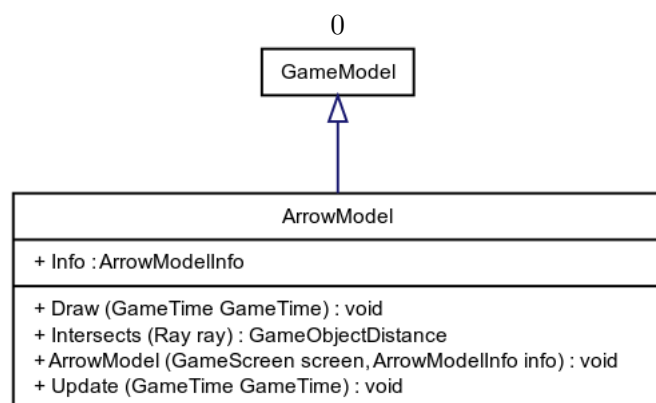 0
GameModel
ArrowModel
+ Info : ArrowModelInfo
+ Draw (GameTime GameTime) : void
+ Intersects (Ray ray) : GameObjectDistance
+ ArrowModel (GameScreen screen, ArrowModelInfo info) : void
+ Update (GameTime GameTime) : void